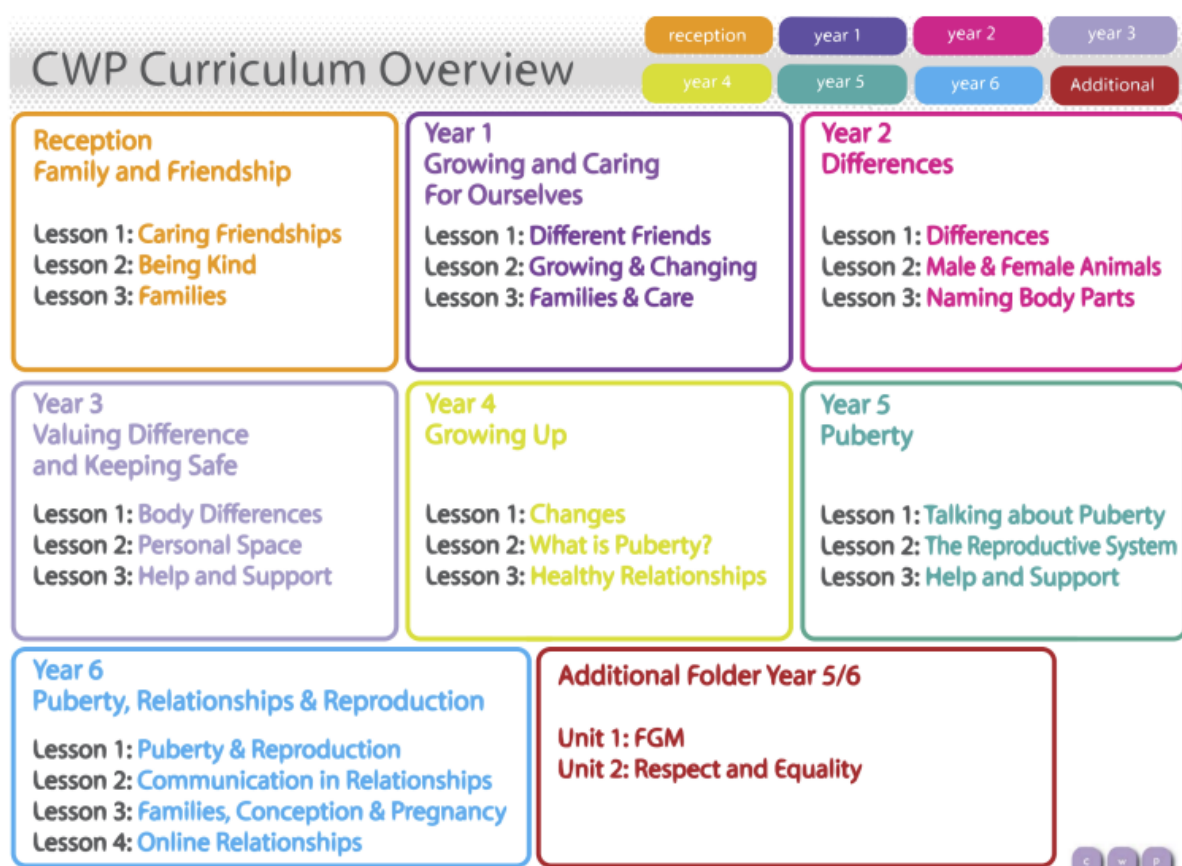 CWP Curriculum Overview
reception
year 1
year 2
year 3
year 4
year 5
year 6
Additional
Reception
Family and Friendship
Lesson 1: Caring Friendships
Lesson 2: Being Kind
Lesson 3: Families
Year 1
Growing and Caring
For Ourselves
Lesson 1: Different Friends
Lesson 2: Growing & Changing
Lesson 3: Families & Care
Year 2
Differences
Lesson 1: Differences
Lesson 2: Male & Female Animals
Lesson 3: Naming Body Parts
Year 3
Valuing Difference
and Keeping Safe
Lesson 1: Body Differences
Lesson 2: Personal Space
Lesson 3: Help and Support
Year 4
Growing Up
Lesson 1: Changes
Lesson 2: What is Puberty?
Lesson 3: Healthy Relationships
Year 5
Puberty
Lesson 1: Talking about Puberty
Lesson 2: The Reproductive System
Lesson 3: Help and Support
Year 6
Puberty, Relationships & Reproduction
Lesson 1: Puberty & Reproduction
Lesson 2: Communication in Relationships
Lesson 3: Families, Conception & Pregnancy
Lesson 4: Online Relationships
Additional Folder Year 5/6
Unit 1: FGM
Unit 2: Respect and Equality
c w p